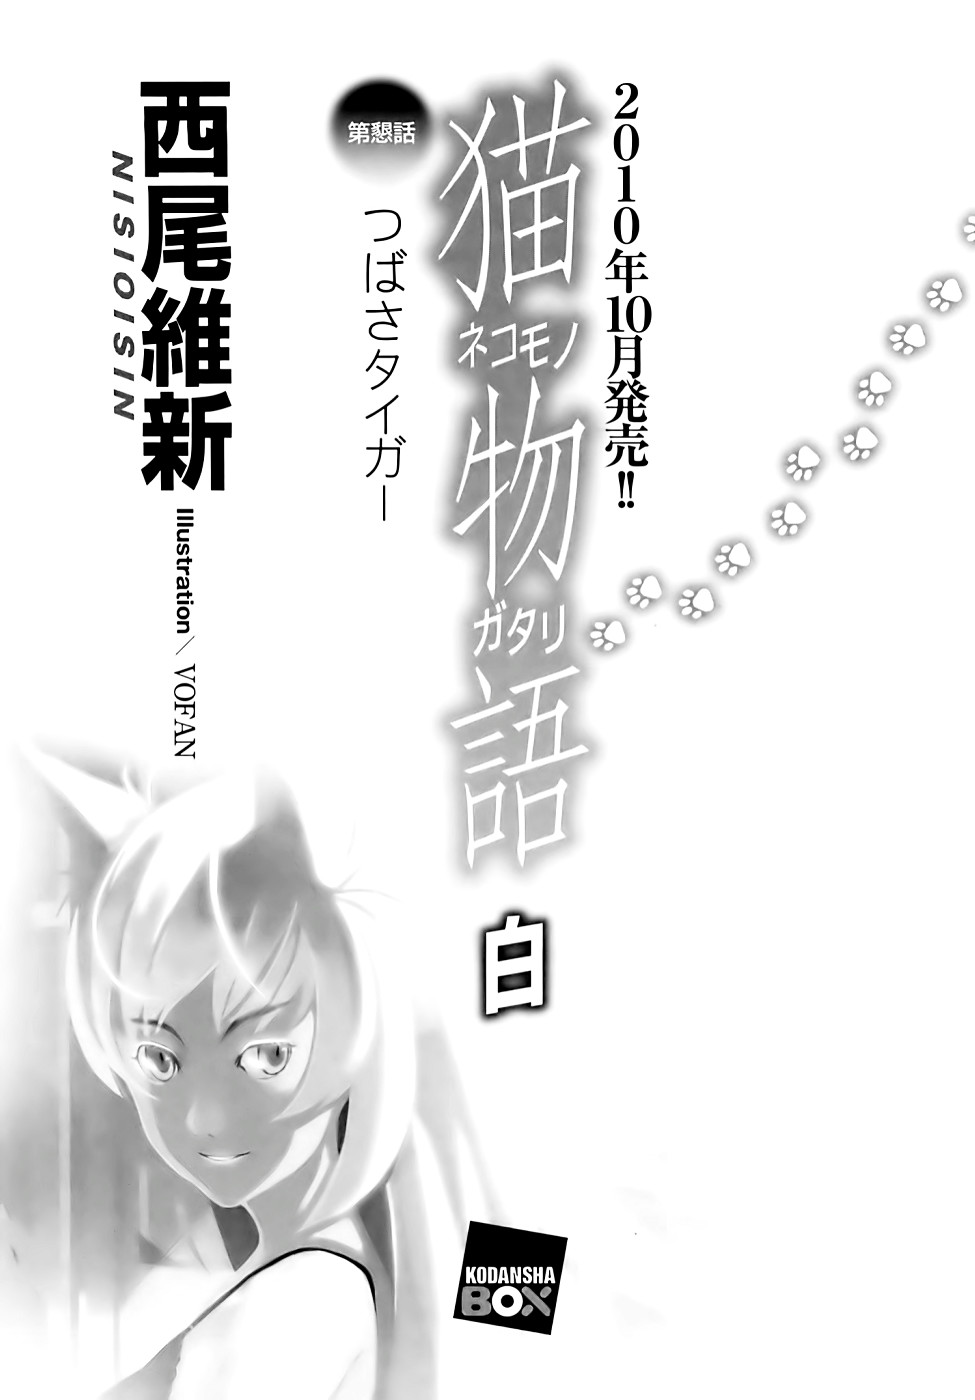 2010年10月発売!!
猫物語
ネコモノガタリ
白
第懇話
つばさタイガー
西尾維新
NISIOISIN
Illustration／VOFAN
KODANSHA
BOX